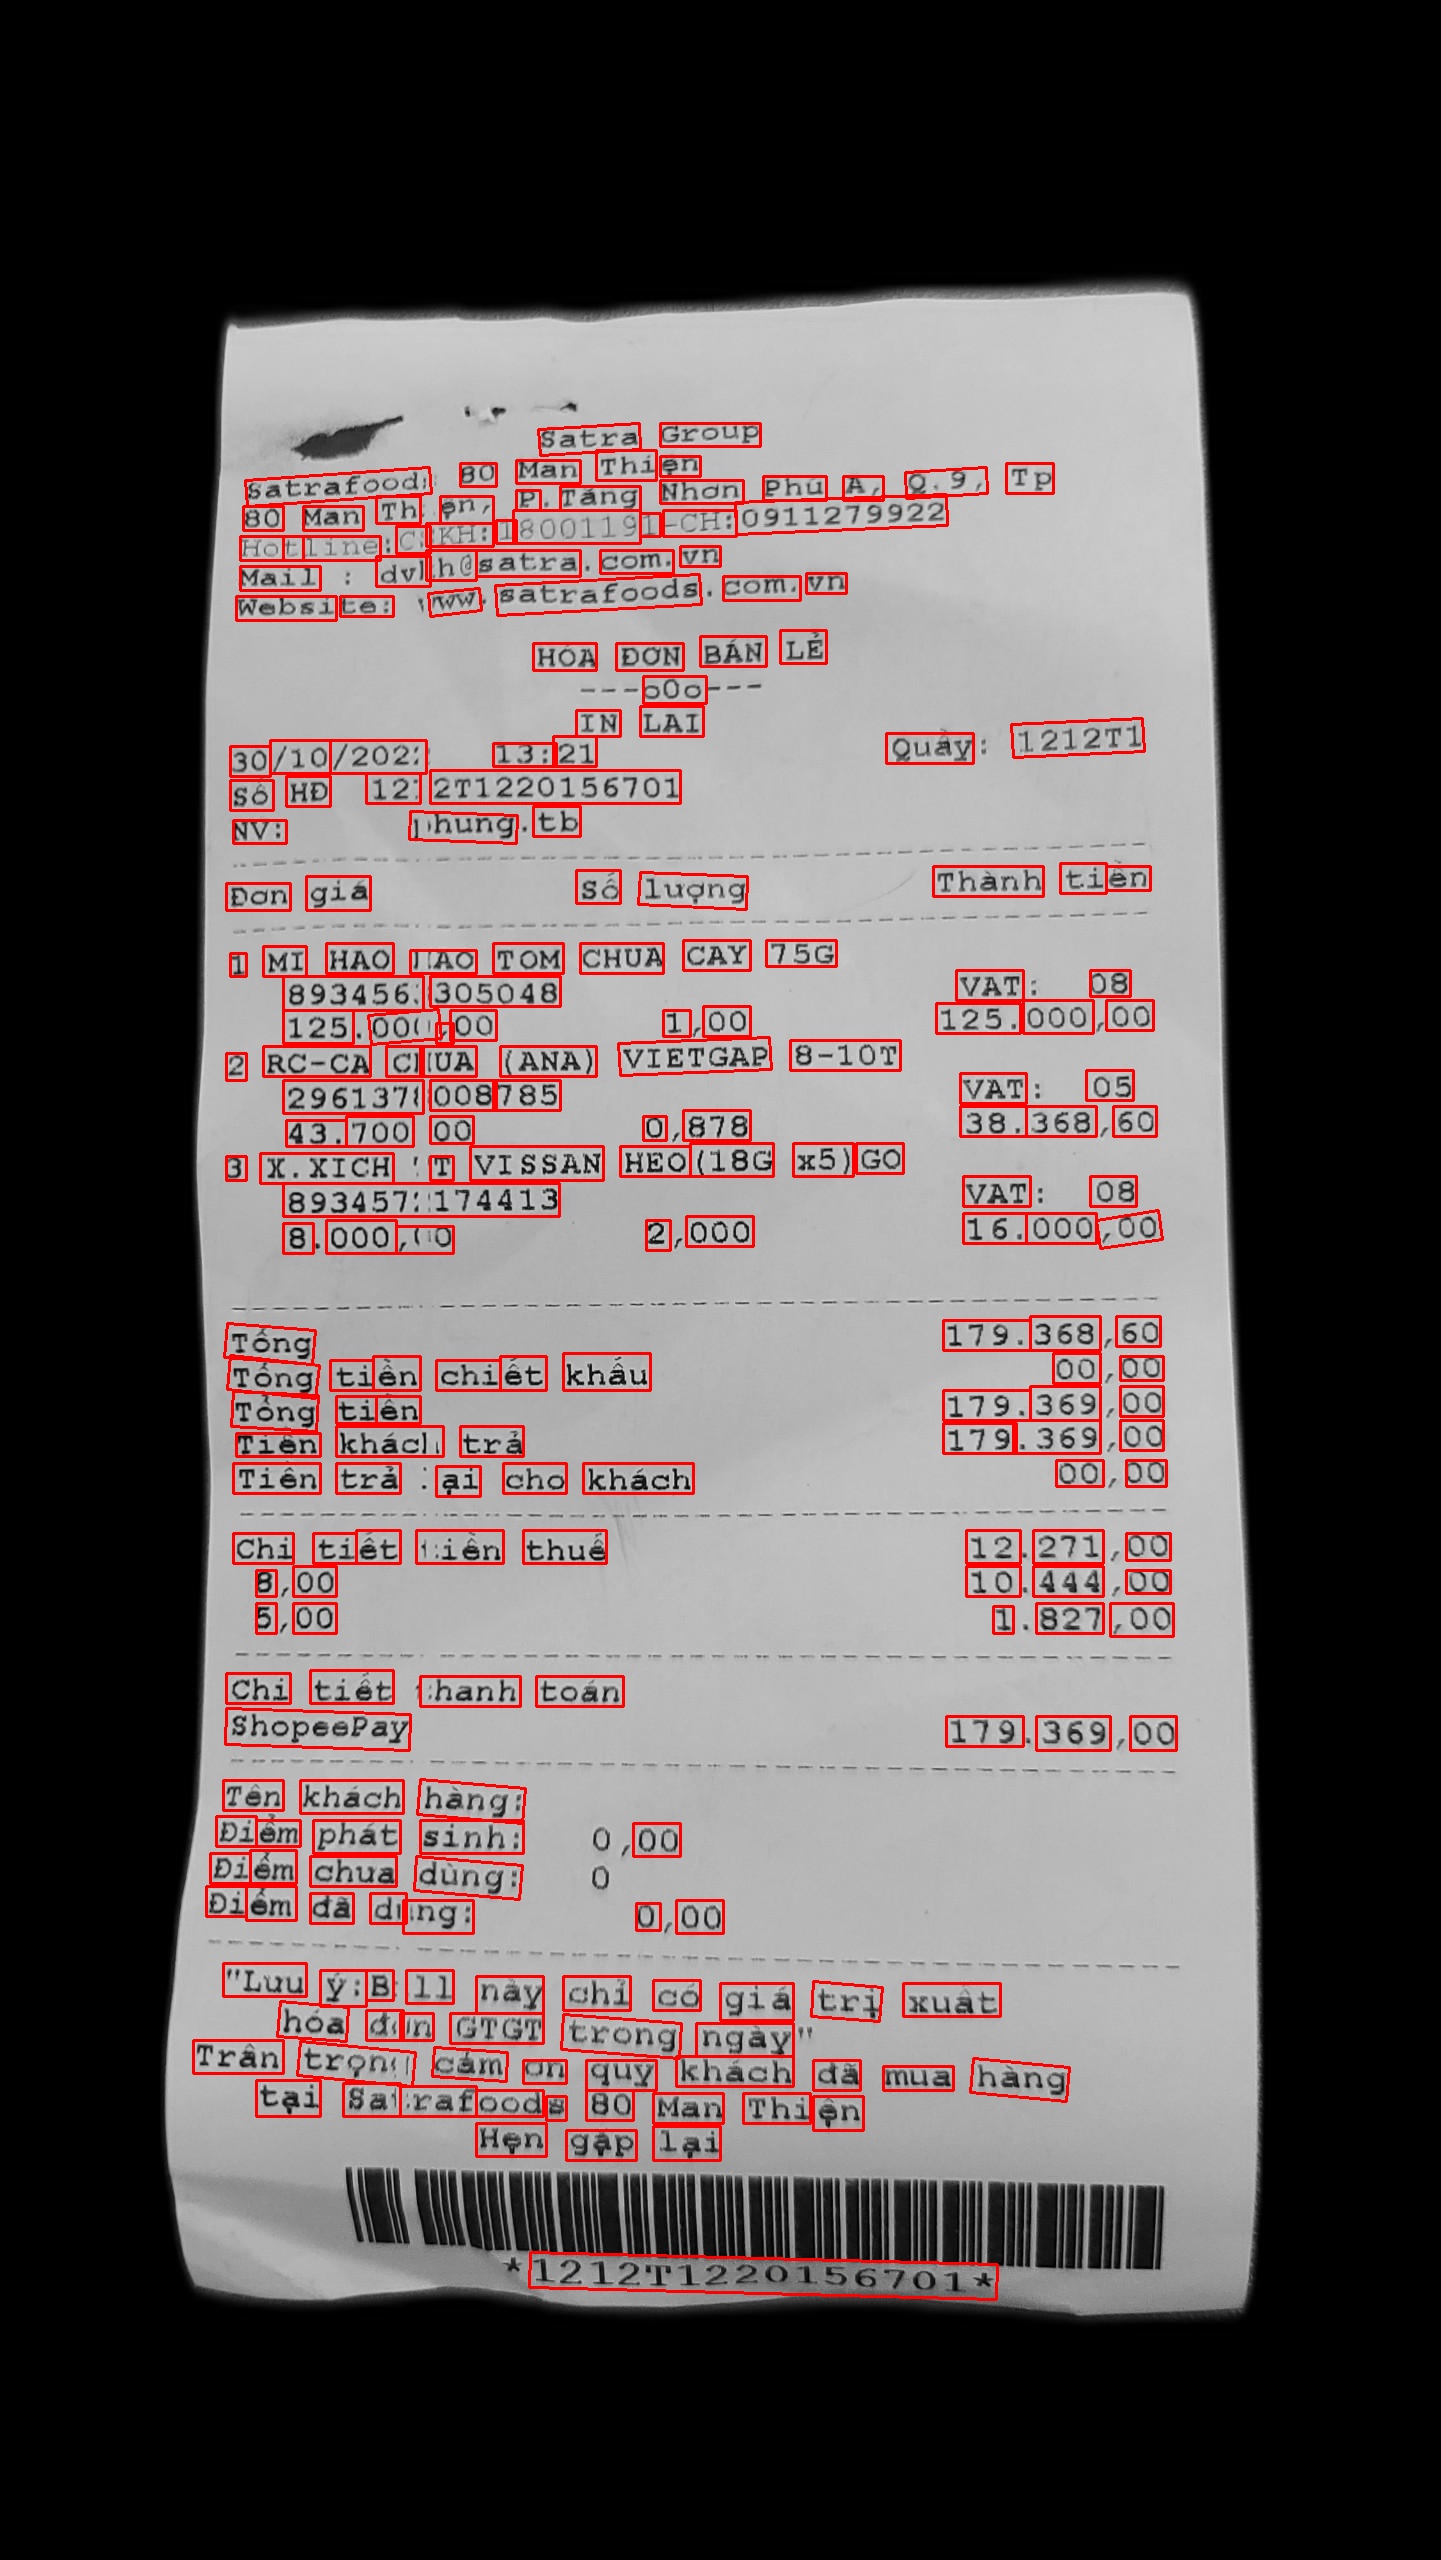 Satra Group
Satrafoods 80 Man Thiện
80 Man Thiện, P.Tăng Nhơn Phú A, Q.9, Tp
Hotline:CSKH:18001191-CH:0911279922
Mail : dvkh@satra.com.vn
Website: www.satrafoods.com.vn
HÓA ĐƠN BÁN LẺ
---oOo---
IN LẠI
30/10/2022 13:21 Quầy: 1212T1
Số HĐ 1212T1220156701
NV: phung.tb
Đơn giá Số lượng Thành tiền
1 MI HAO HAO TOM CHUA CAY 75G
8934563305048 VAT: 08
125.000,00 1,00 125.000,00
2 RC-CA CHUA (ANA) VIETGAP 8-10T
2961378008785 VAT: 05
43.700 00 0,878 38.368,60
3 X.XICH TT VISSAN HEO(18G x5)GO
8934572174413 VAT: 08
8.000,00 2,000 16.000,00
Tổng 179.368,60
Tổng tiền chiết khấu 00,00
Tổng tiền 179.369,00
Tiền khách trả 179.369,00
Tiền trả lại cho khách 00,00
Chi tiết tiền thuế 12.271,00
8,00 10.444,00
5,00 1.827,00
Chi tiết thanh toán
ShopeePay 179.369,00
Tên khách hàng:
Điểm phát sinh: 0,00
Điểm chưa dùng: 0
Điểm đã dùng: 0,00
"Lưu ý:Bill này chỉ có giá trị xuất
hóa đơn GTGT trong ngày"
Trân trọng cảm ơn quý khách đã mua hàng
tại Satrafoods 80 Man Thiện
Hẹn gặp lại
*1212T1220156701*